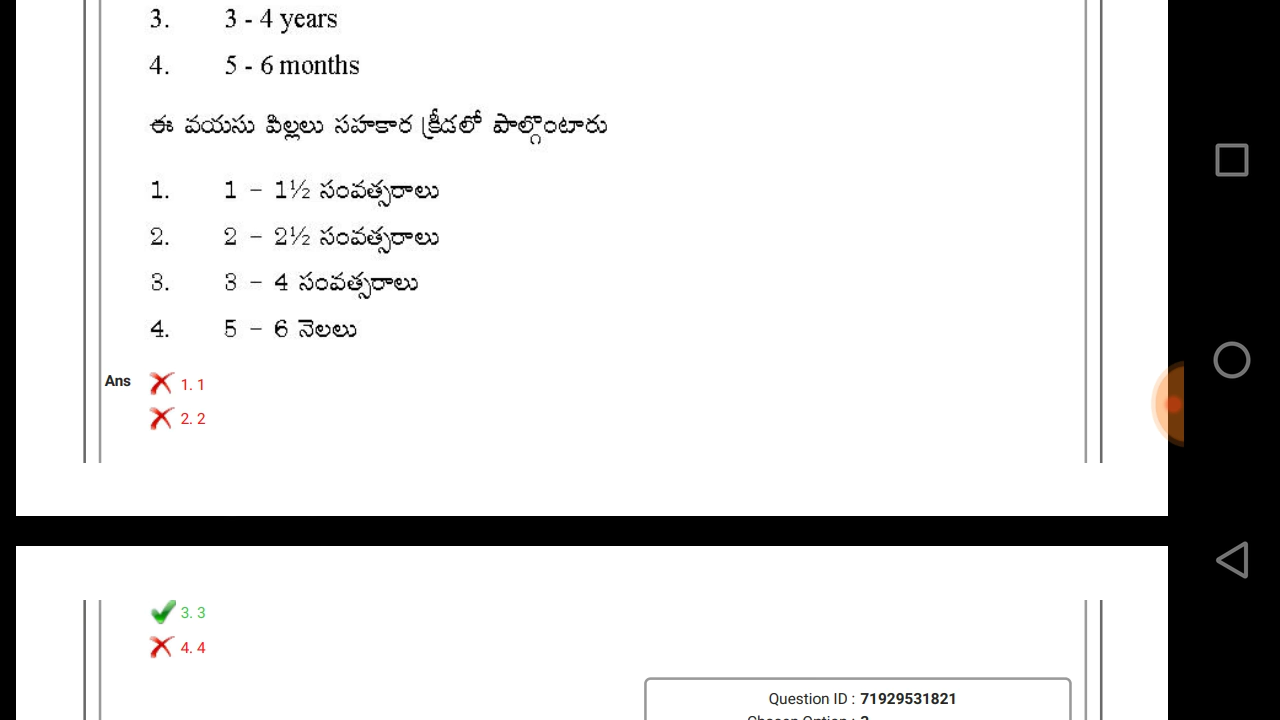 3. 3 - 4 years
4. 5 - 6 months
ఈ వయసు పిల్లలు సహకార క్రీడలో పాల్గొంటారు
1. 1 – 1½ సంవత్సరాలు
2. 2 – 2½ సంవత్సరాలు
3. 3 – 4 సంవత్సరాలు
4. 5 – 6 నెలలు
Ans 1. 1
2. 2
3. 3
4. 4
Question ID : 71929531821
Chosen Option :